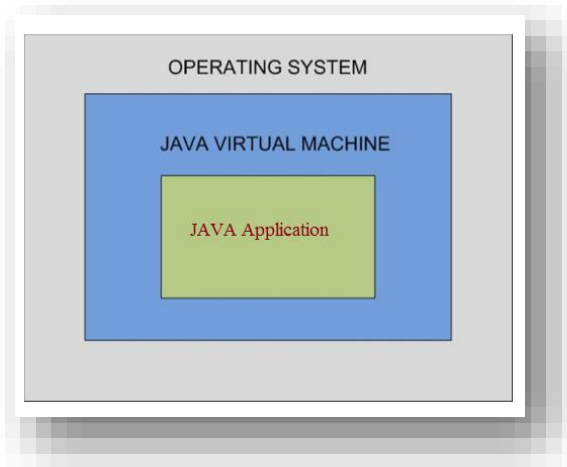 OPERATING SYSTEM
JAVA VIRTUAL MACHINE
JAVA Application